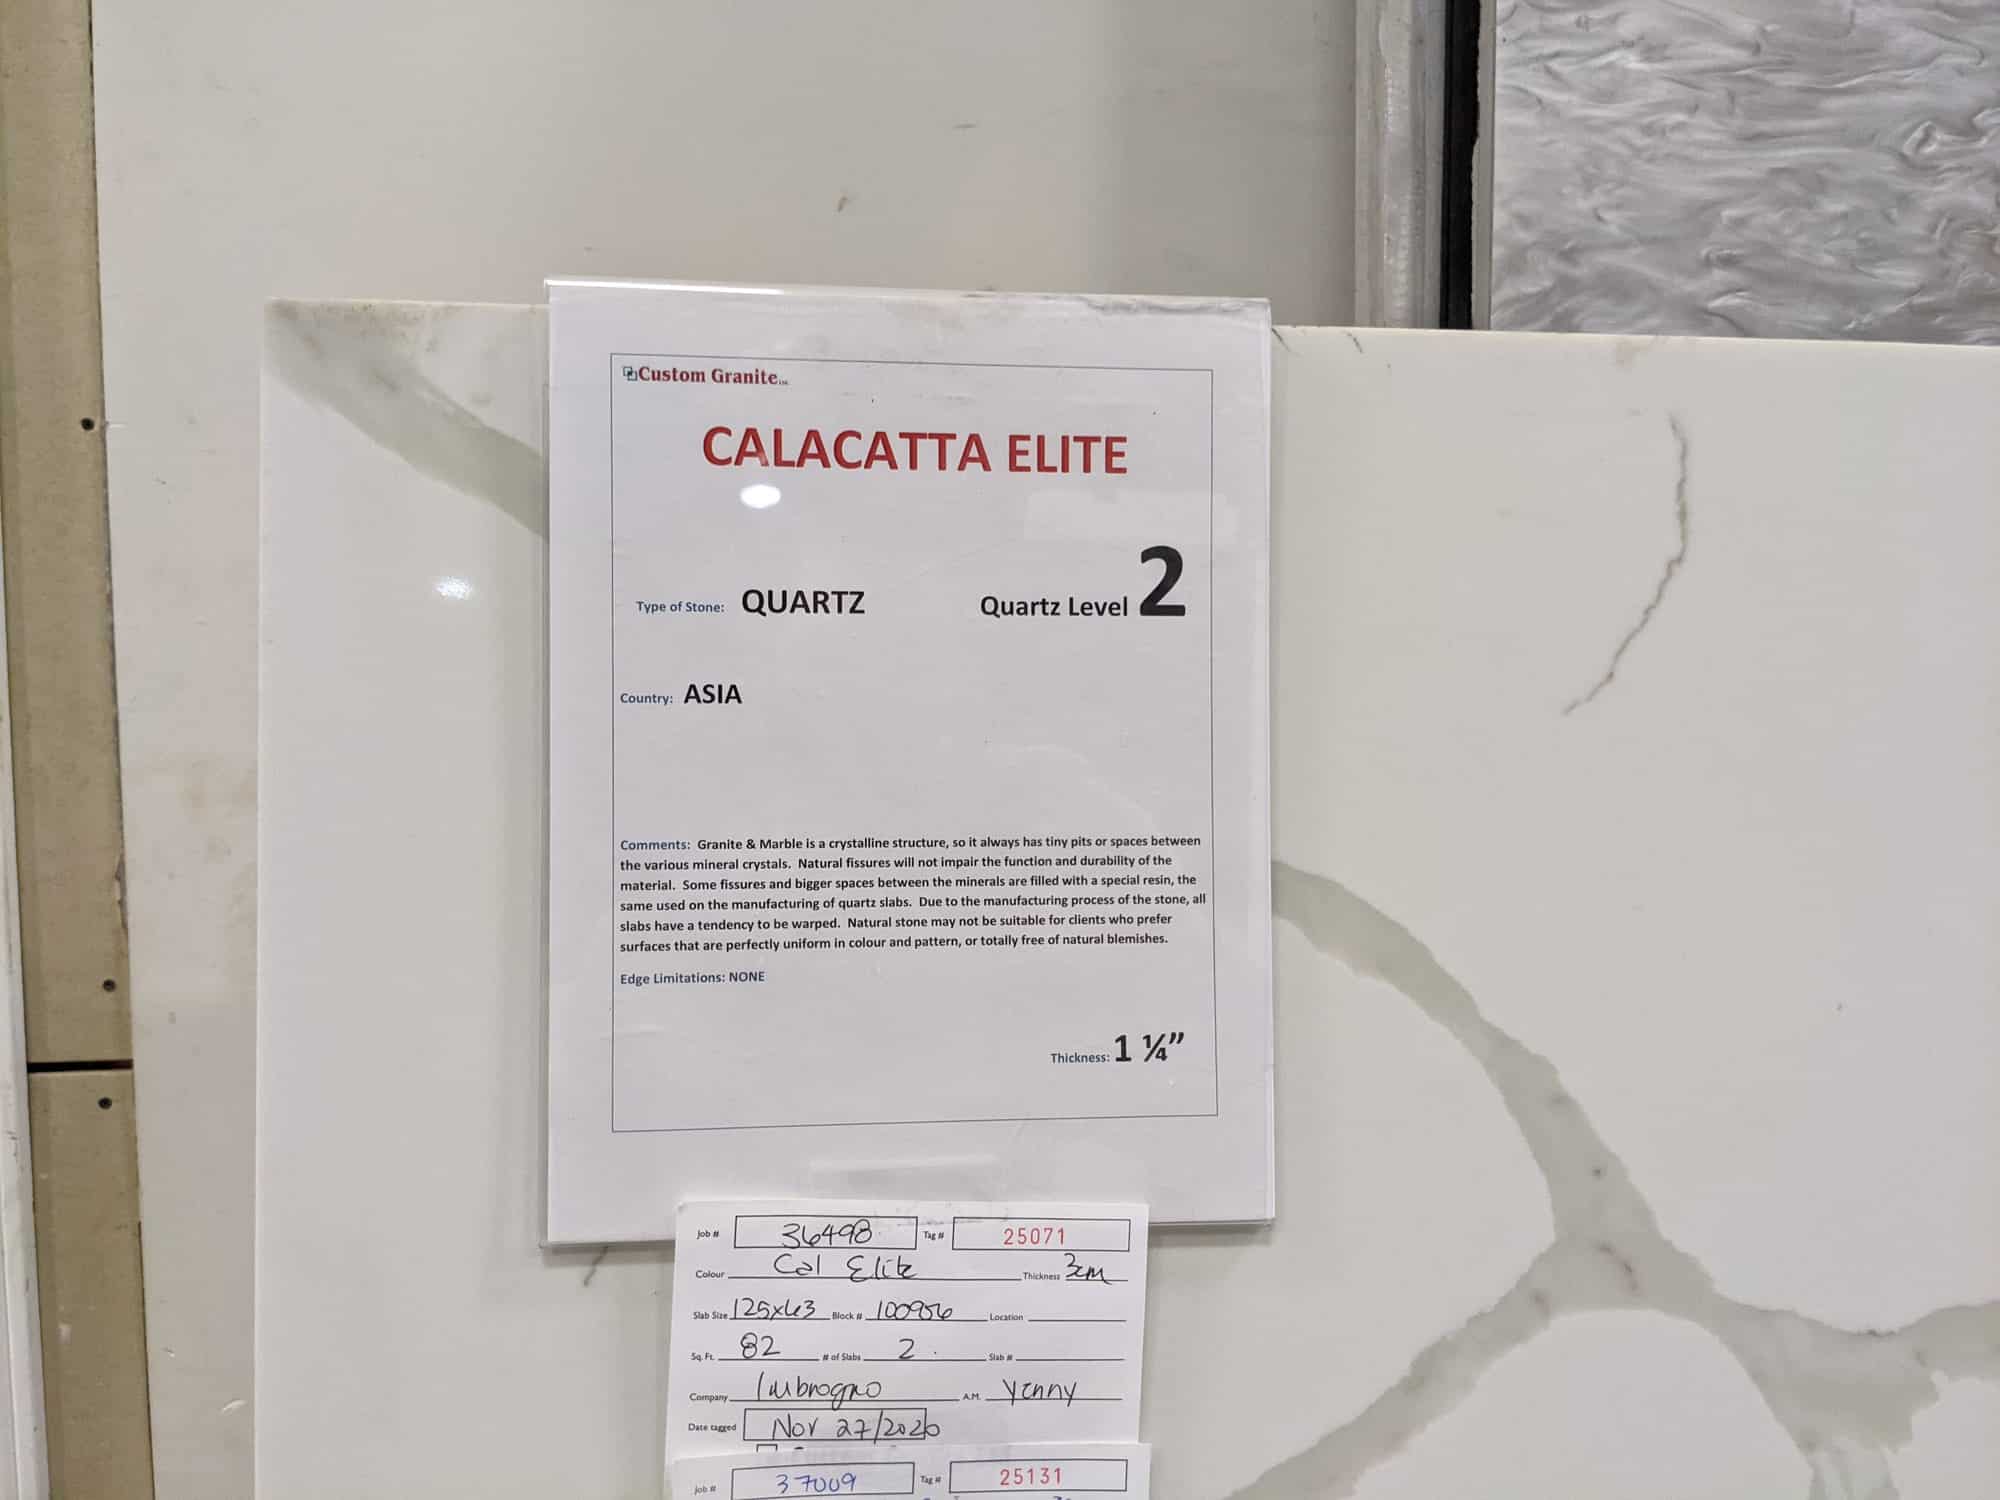 Custom Granite
CALACATTA ELITE
Type of Stone: QUARTZ Quartz Level 2
Country: ASIA
Comments: Granite & Marble is a crystalline structure, so it always has tiny pits or spaces between
the various mineral crystals. Natural fissures will not impair the function and durability of the
material. Some fissures and bigger spaces between the minerals are filled with a special resin, the
same used on the manufacturing of quartz slabs. Due to the manufacturing process of the stone, all
slabs have a tendency to be warped. Natural stone may not be suitable for clients who prefer
surfaces that are perfectly uniform in colour and pattern, or totally free of natural blemishes.
Edge Limitations: NONE
Thickness: 1 ¼”
Job # 36498 Tag # 25071
Colour Cal Elite Thickness 3cm
Slab Size 125x63 Block # 100956 Location
Sq. Ft. 82 # of Slabs 2 Slab #
Company Imbrogno A.M. Yenny
Date tagged Nov 27/2020
Job # 37009 Tag # 25131